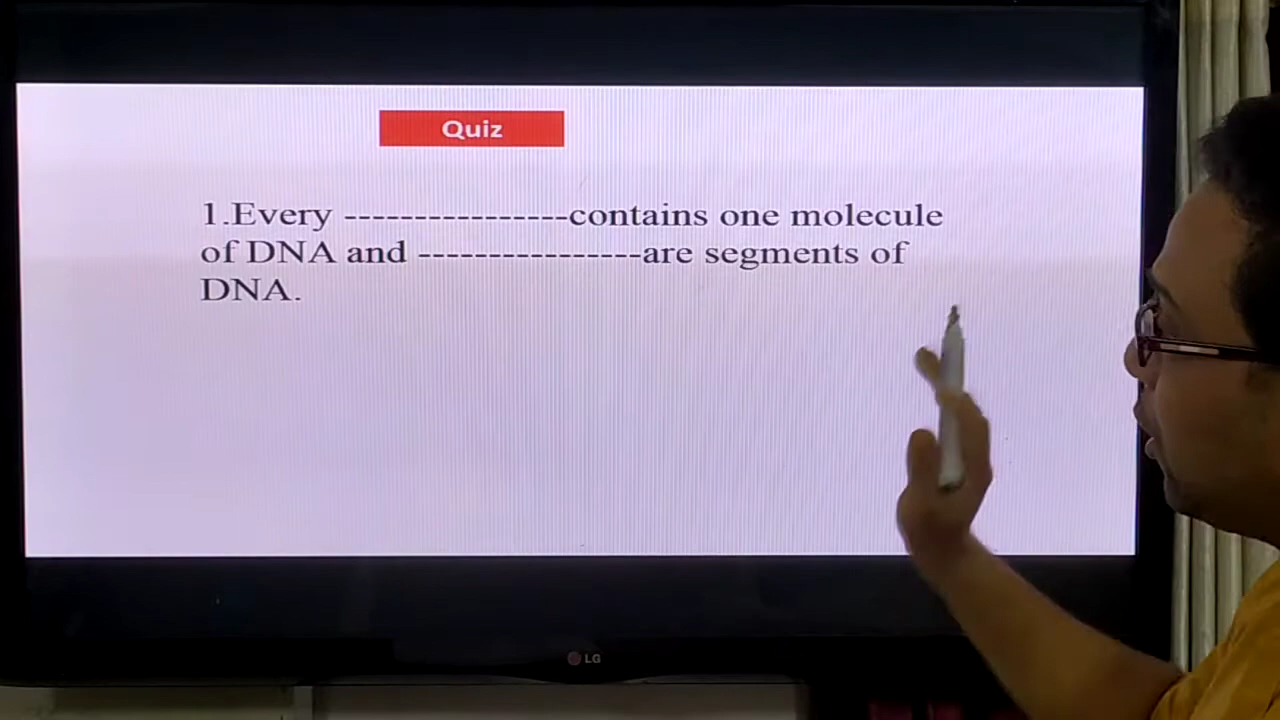 Quiz
1.Every ----------------contains one molecule
of DNA and ----------------are segments of
DNA.
LG